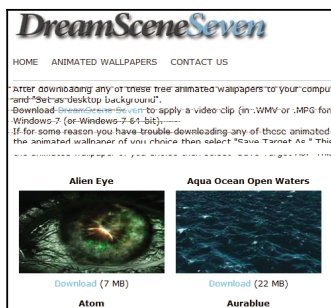 DreamSceneSeven
HOME ANIMATED WALLPAPERS CONTACT US
After downloading any of these free animated wallpapers to your compu
and "Set as desktop background".
Download DreamScene Seven to apply a video clip (in .WMV or .MPG for
Windows 7 (or Windows 7 64 bit).
If for some reason you have trouble downloading any of these animated
the animated wallpaper of you choice then select "Save Target As." This
Alien Eye Aqua Ocean Open Waters
Download (7 MB) Download (22 MB)
Atom Aurablue